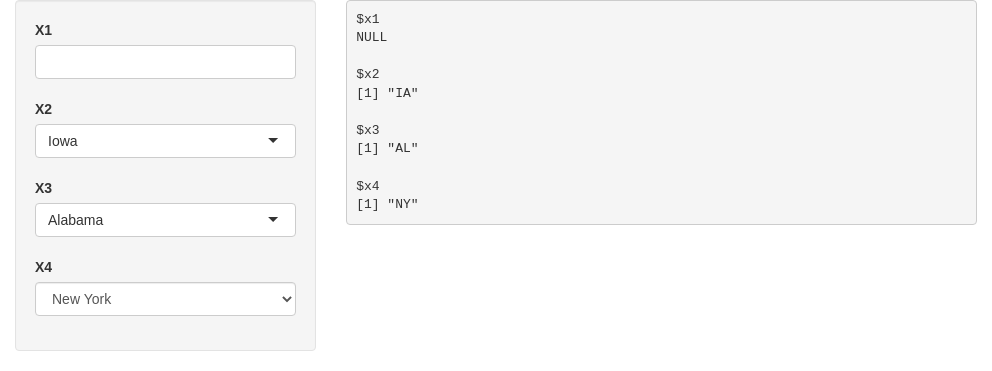 X1
X2
Iowa
X3
Alabama
X4
New York
$x1
NULL
$x2
[1] "IA"
$x3
[1] "AL"
$x4
[1] "NY"